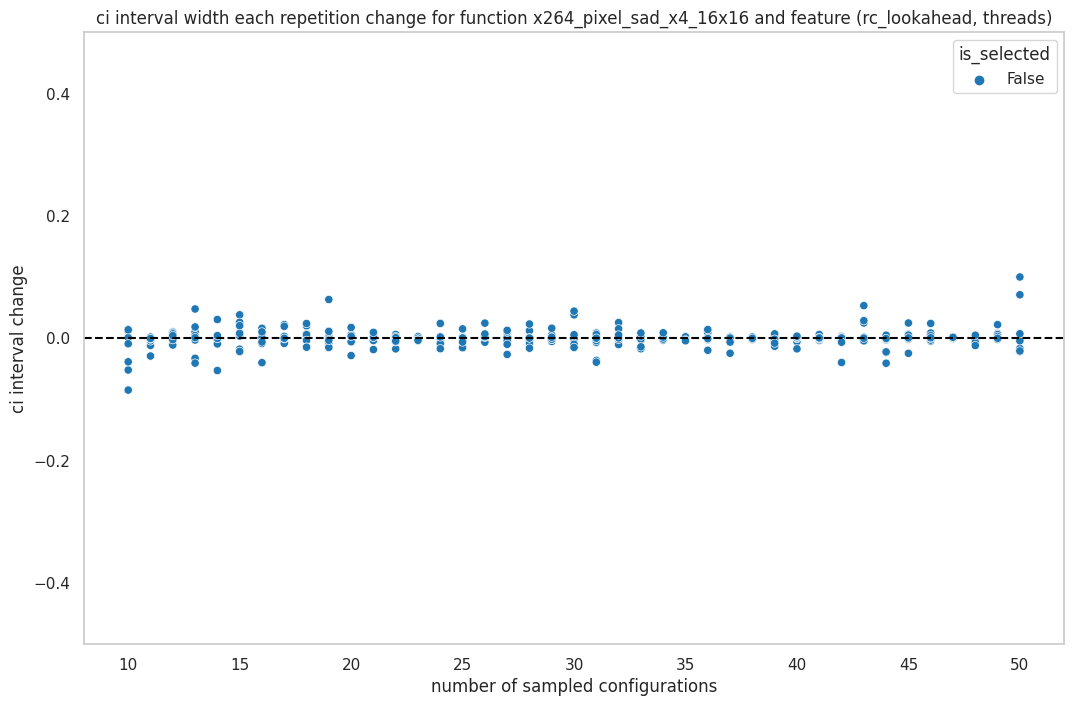 ci interval width each repetition change for function x264_pixel_sad_x4_16x16 and feature (rc_lookahead, threads)
is_selected
False
0.4
0.2
0.0
−0.2
−0.4
ci interval change
10 15 20 25 30 35 40 45 50
number of sampled configurations